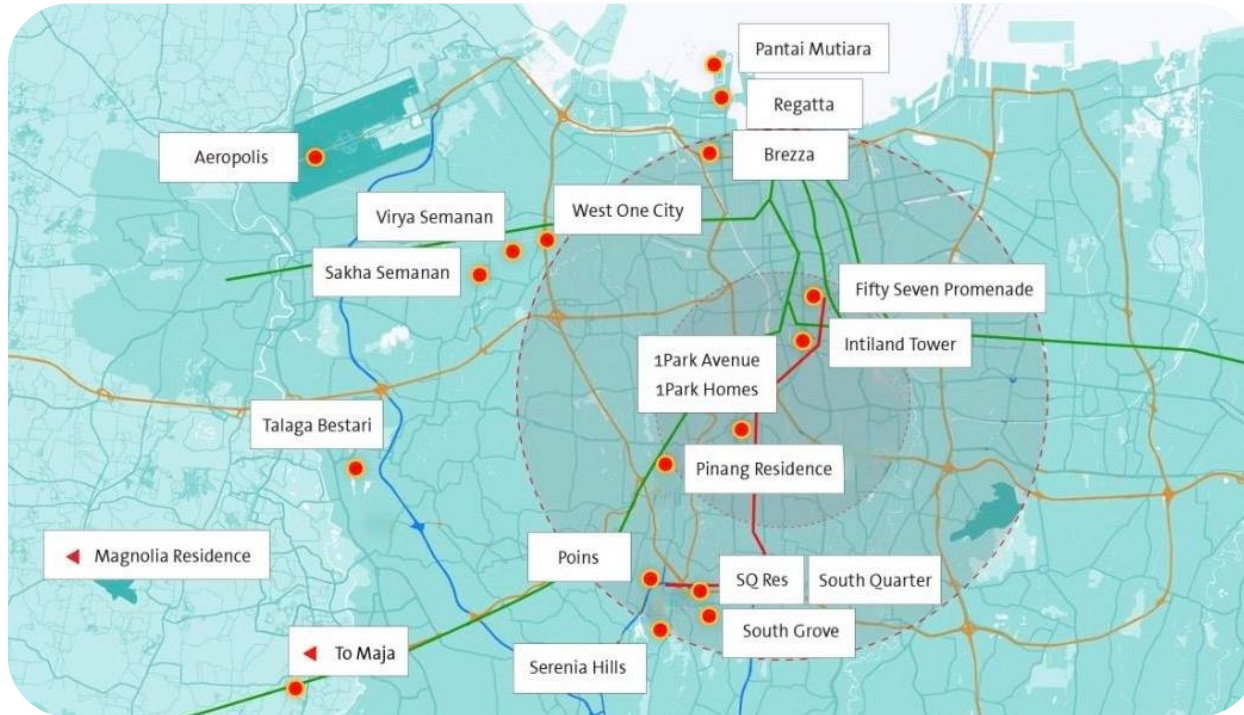 Pantai Mutiara
Regatta
Aeropolis
Brezza
Virya Semanan
West One City
Sakha Semanan
Fifty Seven Promenade
Intiland Tower
1Park Avenue
1Park Homes
Talaga Bestari
Pinang Residence
Magnolia Residence
Poins
SQ Res
South Quarter
South Grove
To Maja
Serenia Hills